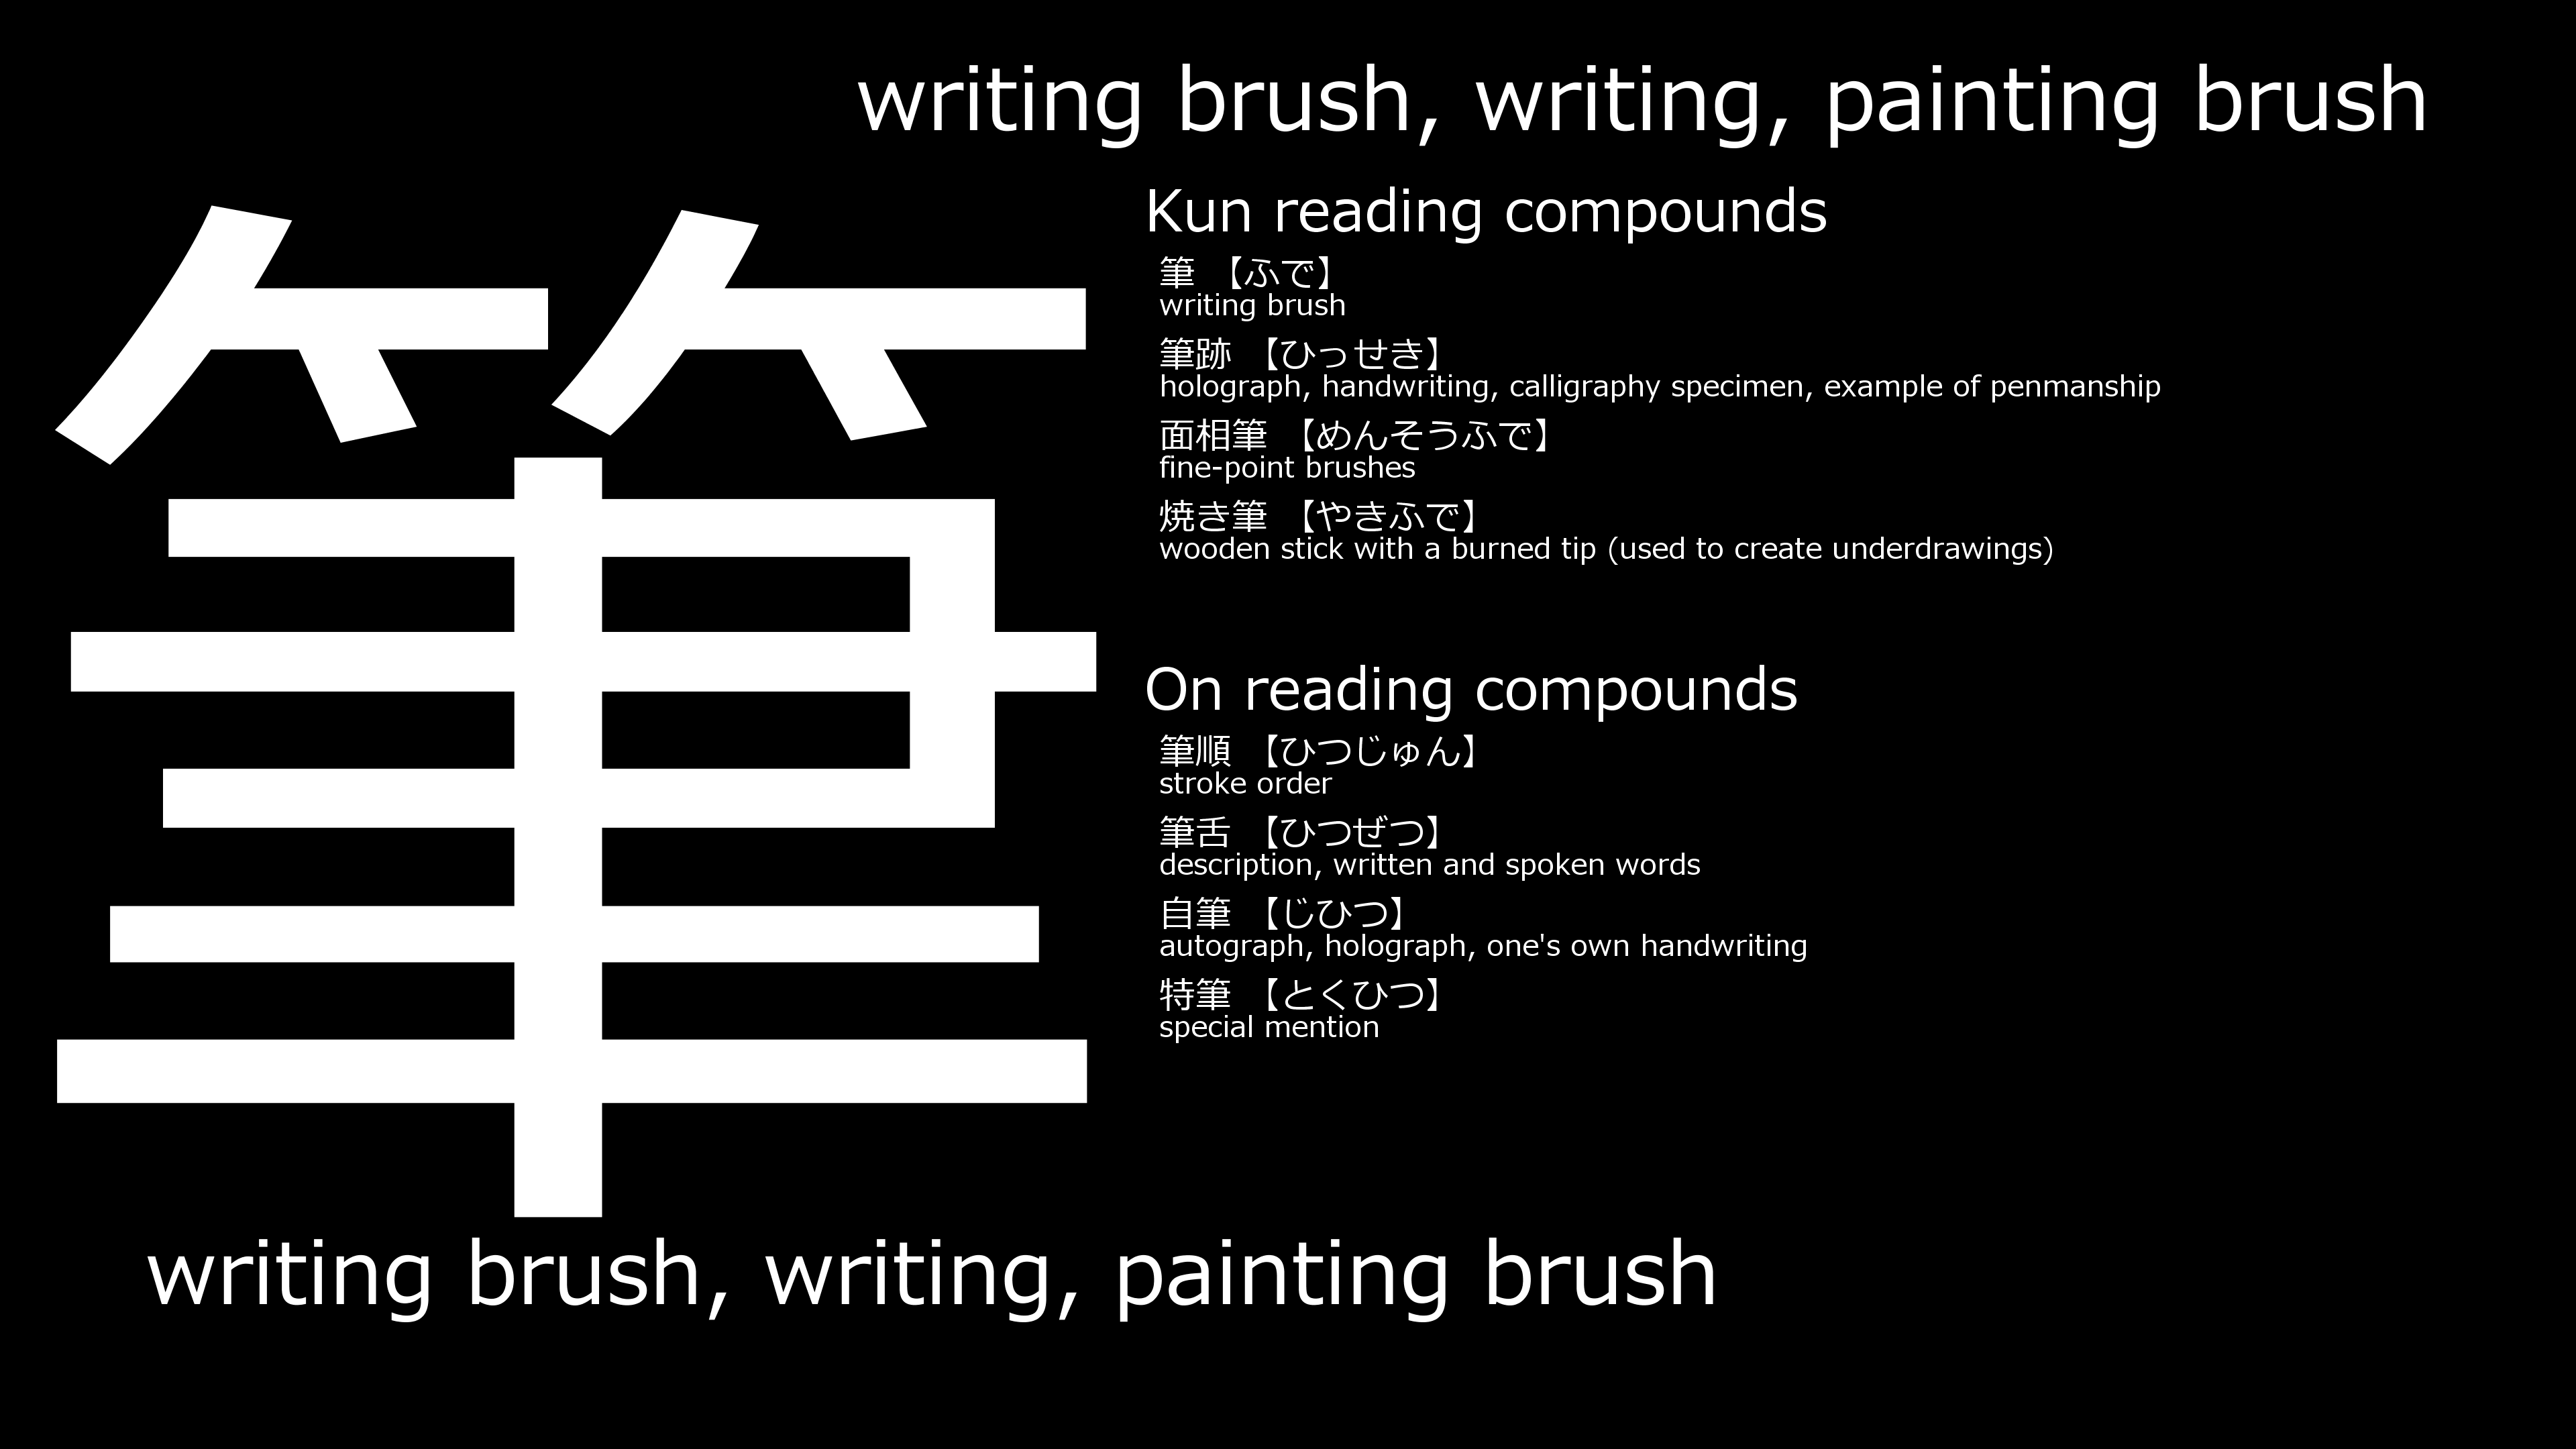 writing brush, writing, painting brush
筆
Kun reading compounds
筆 【ふで】
writing brush
筆跡 【ひっせき】
holograph, handwriting, calligraphy specimen, example of penmanship
面相筆 【めんそうふで】
fine-point brushes
焼き筆 【やきふで】
wooden stick with a burned tip (used to create underdrawings)
On reading compounds
筆順 【ひつじゅん】
stroke order
筆舌 【ひつぜつ】
description, written and spoken words
自筆 【じひつ】
autograph, holograph, one's own handwriting
特筆 【とくひつ】
special mention
writing brush, writing, painting brush